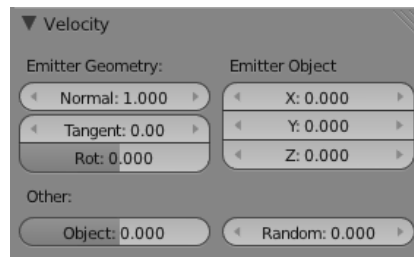 Velocity
Emitter Geometry:
Normal: 1.000
Tangent: 0.00
Rot: 0.000
Emitter Object
X: 0.000
Y: 0.000
Z: 0.000
Other:
Object: 0.000
Random: 0.000